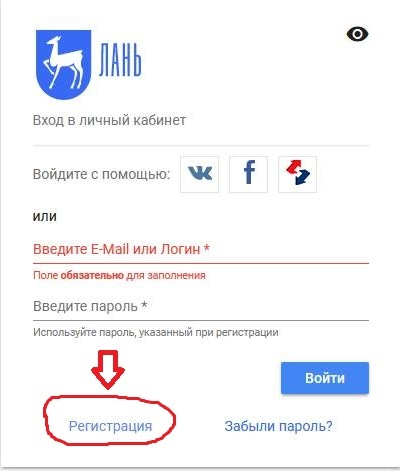 ЛАНЬ
Вход в личный кабинет
Войдите с помощью:
или
Введите E-Mail или Логин *
Поле обязательно для заполнения
Введите пароль *
Используйте пароль, указанный при регистрации
Войти
Регистрация Забыли пароль?